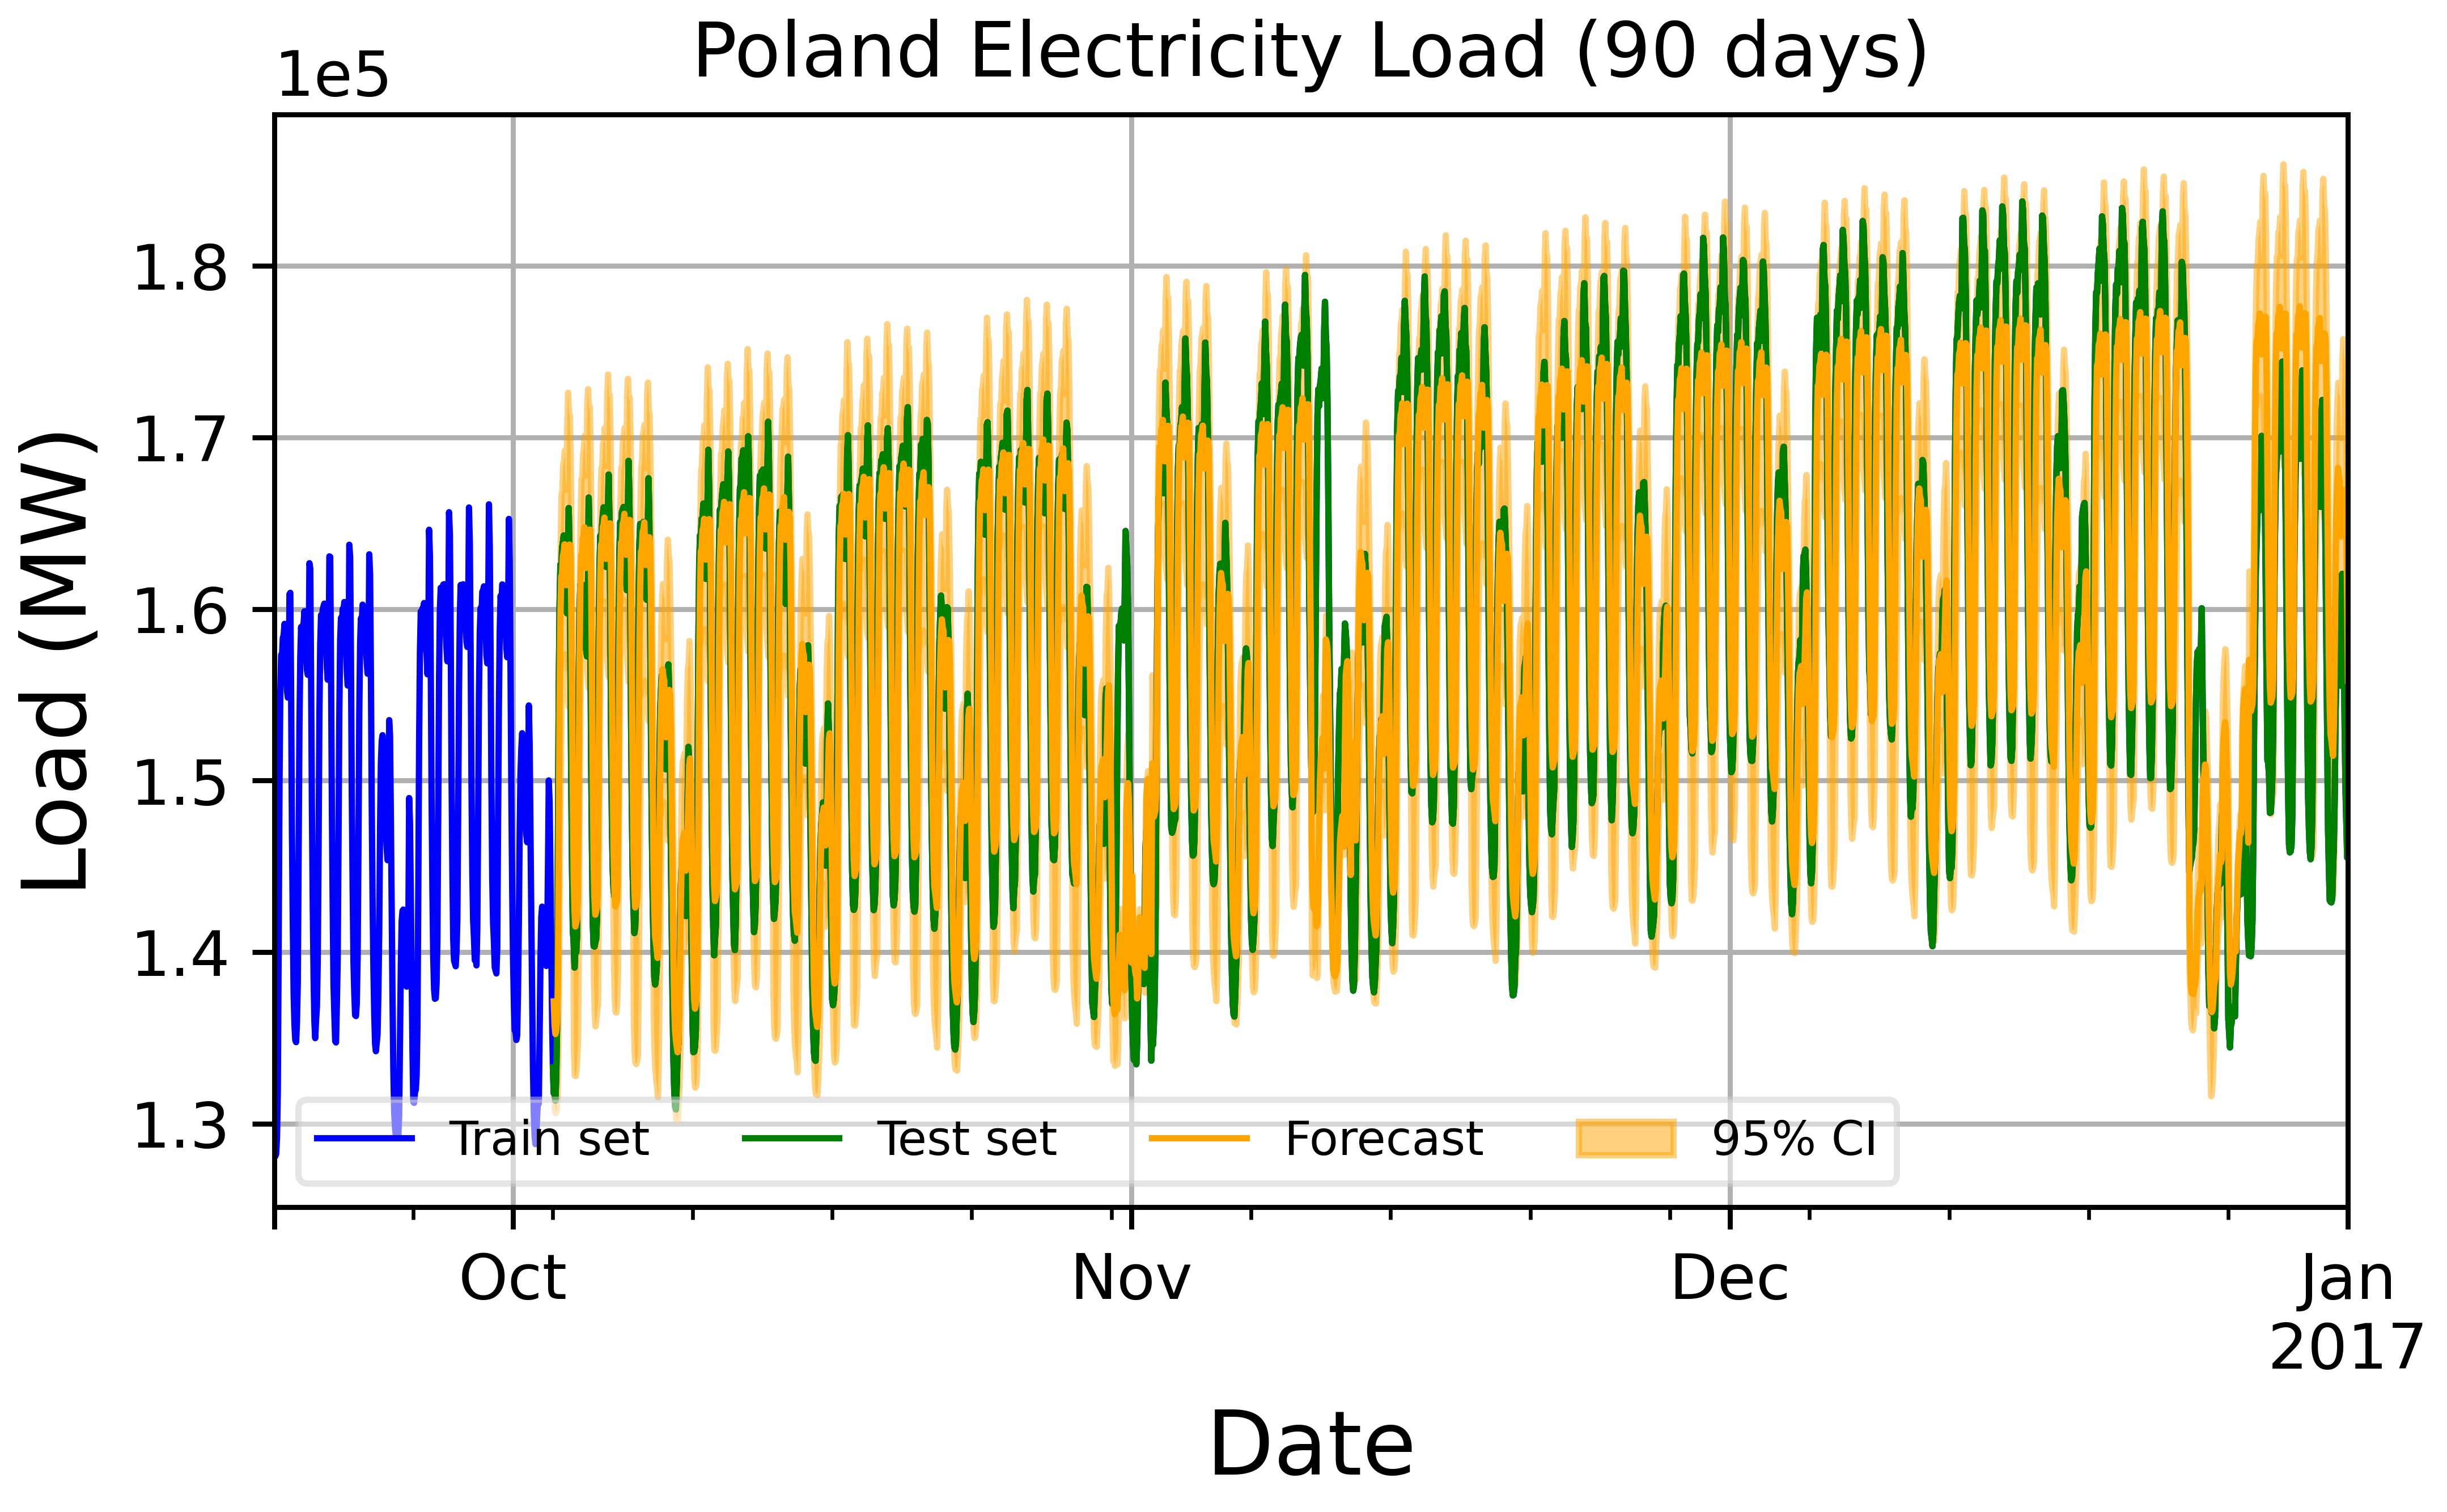 Poland Electricity Load (90 days)
1e5
1.8
1.7
1.6
1.5
1.4
1.3
Load (MW)
Train set
Test set
Forecast
95% CI
Oct
Nov
Dec
Jan
2017
Date